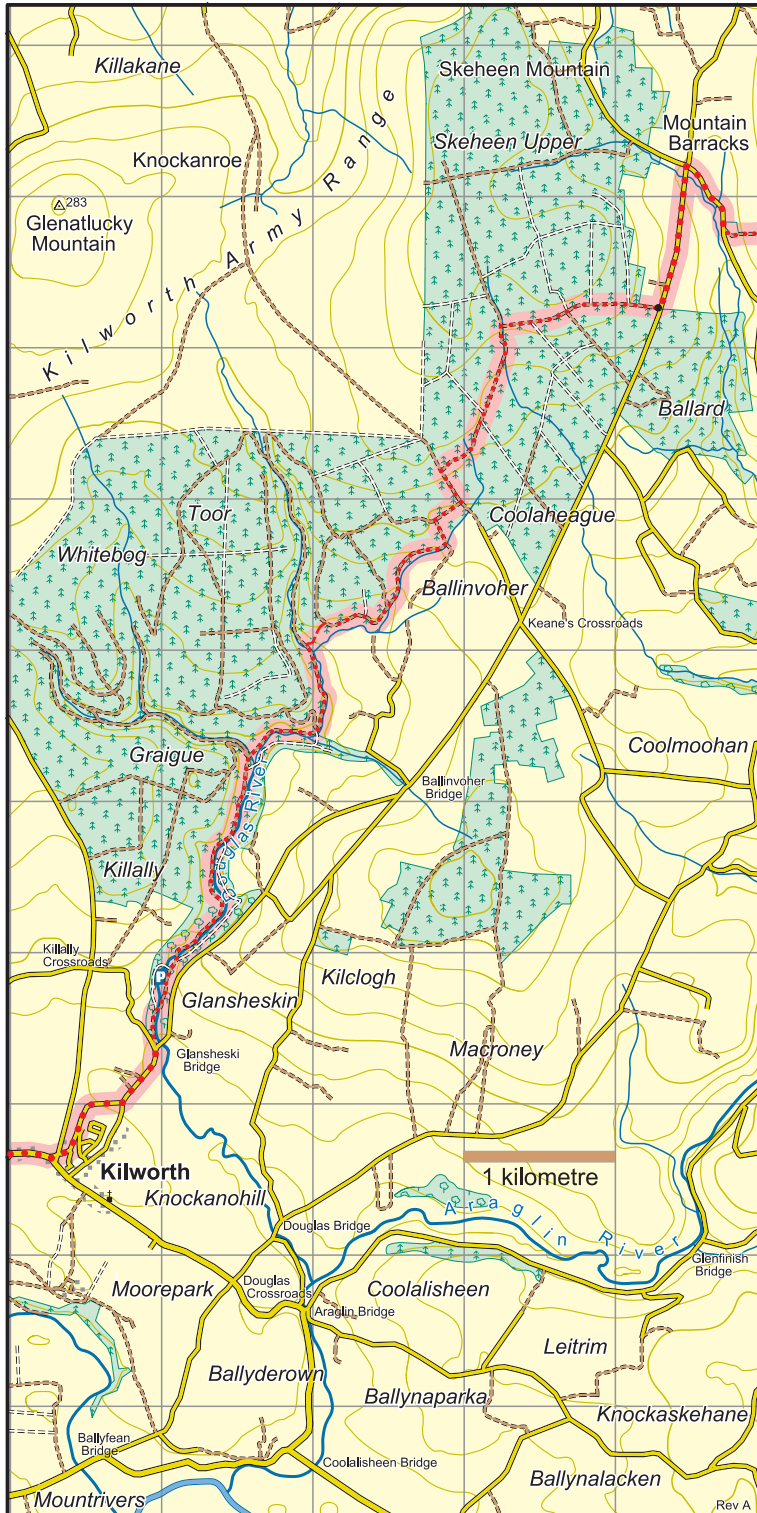 Killakane
Skeheen Mountain
Mountain
Barracks
Skeheen Upper
Knockanroe
283
Glenatlucky
Mountain
Kilworth Army Range
Ballard
Toor
Coolaheague
Whitebog
Ballinvoher
Keane's Crossroads
Graigue
Coolmoohan
Ballinvoher
Bridge
Douglas River
Killally
Killally
Crossroads
P
Kilclogh
Glansheskin
Macroney
Glansheski
Bridge
Kilworth
1 kilometre
Knockanohill
Araglin River
Douglas Bridge
Glenfinish
Bridge
Moorepark
Douglas
Crossroads
Coolalisheen
Araglin Bridge
Leitrim
Ballyderown
Ballynaparka
Knockaskehane
Ballyfean
Bridge
Coolalisheen Bridge
Ballynalacken
Mountrivers
Rev A